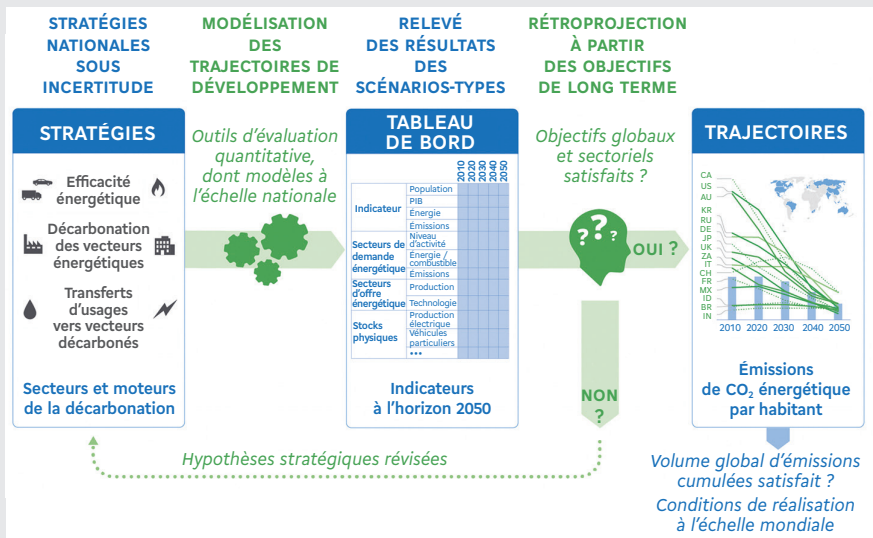 STRATÉGIES
NATIONALES
SOUS
INCERTITUDE
MODÉLISATION
DES
TRAJECTOIRES DE
DÉVELOPPEMENT
RELEVÉ
DES RÉSULTATS
DES
SCÉNARIOS-TYPES
RÉTROPROJECTION
À PARTIR
DES OBJECTIFS
DE LONG TERME
STRATÉGIES
Efficacité
énergétique
Décarbonation
des vecteurs
énergétiques
Transferts
d'usages
vers vecteurs
décarbonés
Secteurs et moteurs
de la décarbonation
Outils d'évaluation
quantitative,
dont modèles à
l'échelle nationale
TABLEAU
DE BORD
2010
2020
2030
2040
2050
Indicateur
Population
PIB
Énergie
Émissions
Secteurs de
demande
énergétique
Niveau
d'activité
Énergie /
combustible
Émissions
Secteurs
d'offre
énergétique
Production
Technologie
Stocks
physiques
Production
électrique
Véhicules
particuliers
•••
Indicateurs
à l'horizon 2050
Objectifs globaux
et sectoriels
satisfaits ?
? ? ?
OUI ?
NON
?
TRAJECTOIRES
CA
US
AU
KR
RU
DE
JP
UK
ZA
IT
CH
FR
MX
ID
BR
IN
2010 2020 2030 2040 2050
Émissions
de CO₂ énergétique
par habitant
Hypothèses stratégiques révisées
Volume global d'émissions
cumulées satisfait ?
Conditions de réalisation
à l'échelle mondiale